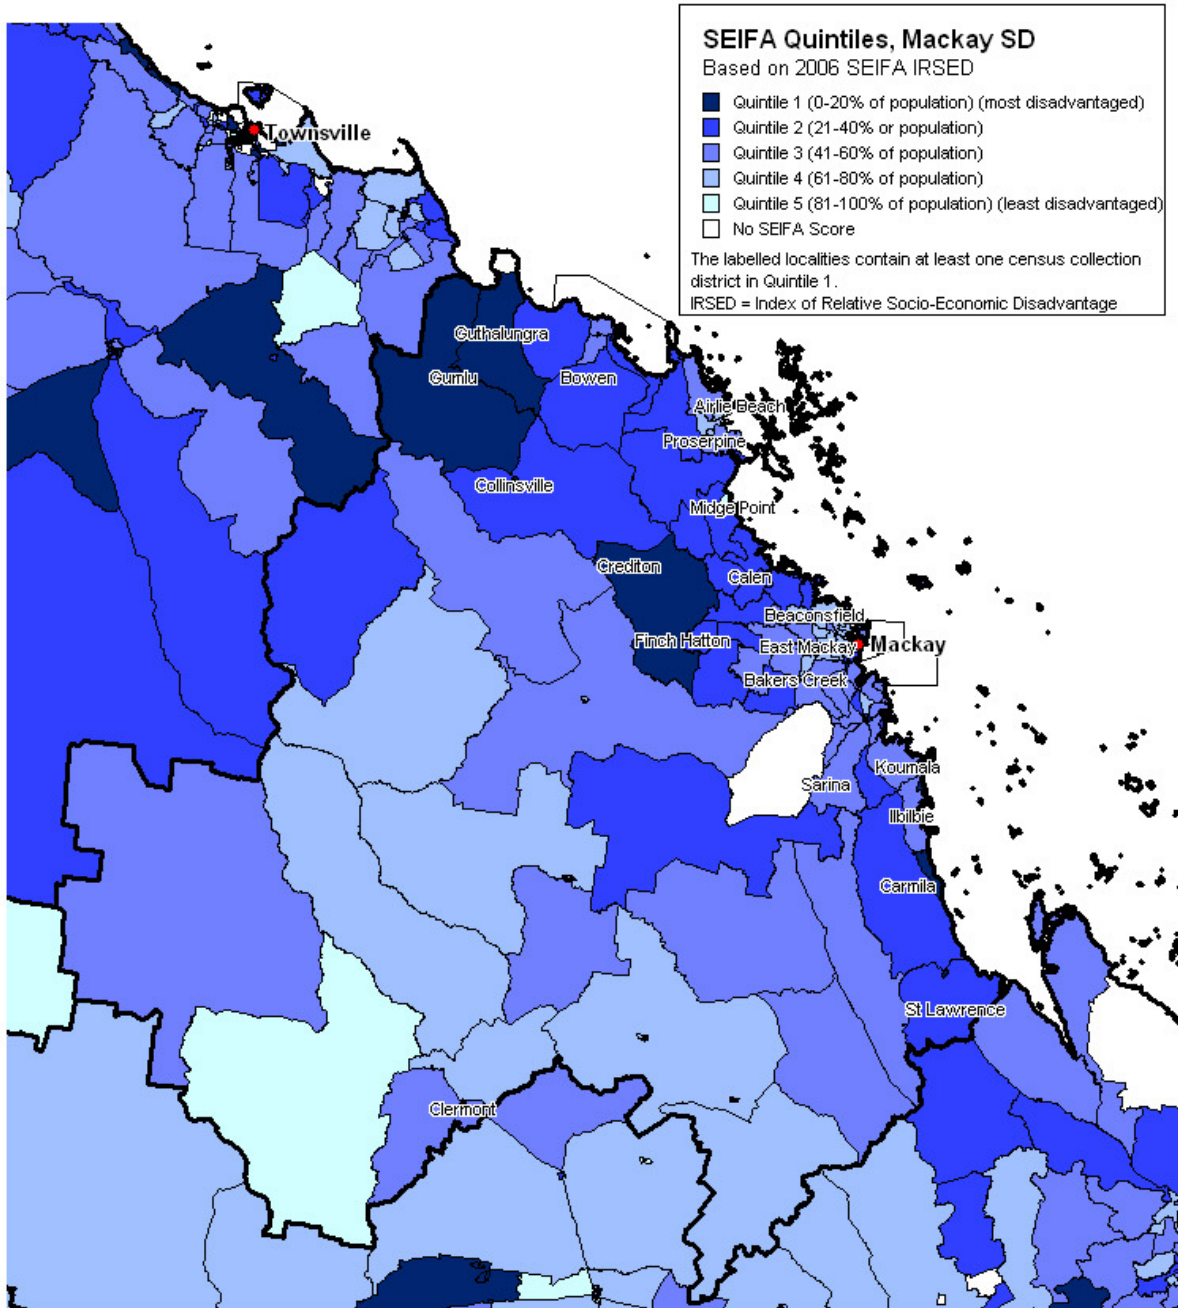 SEIFA Quintiles, Mackay SD
Based on 2006 SEIFA IRSED
Quintile 1 (0-20% of population) (most disadvantaged)
Quintile 2 (21-40% or population)
Quintile 3 (41-60% of population)
Quintile 4 (61-80% of population)
Quintile 5 (81-100% of population) (least disadvantaged)
No SEIFA Score
The labelled localities contain at least one census collection
district in Quintile 1.
IRSED = Index of Relative Socio-Economic Disadvantage
Townsville
Guthalungra
Gumlu
Bowen
Airlie Beach
Proserpine
Collinsville
Midge Point
Crediton
Calen
Beaconsfield
Finch Hatton
East Mackay
Mackay
Bakers Creek
Koumala
Sarina
Ilbilbie
Carmila
St Lawrence
Clermont